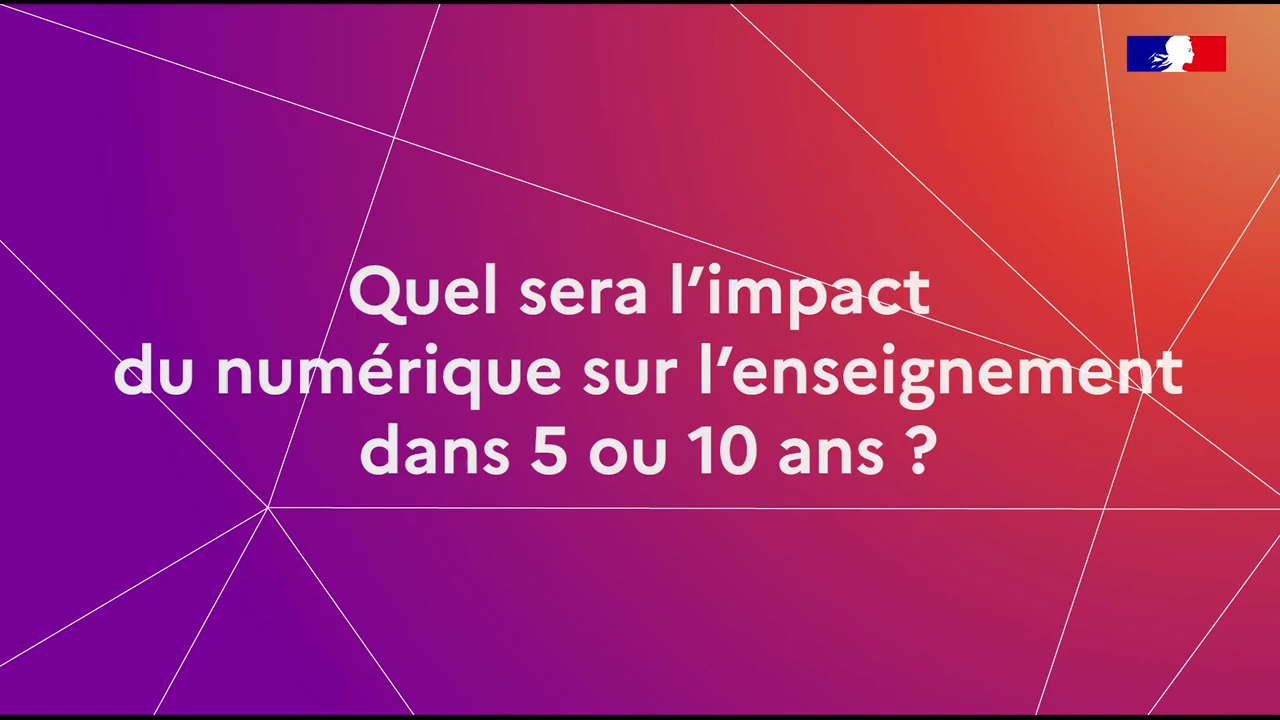 Quel sera l’impact
du numérique sur l’enseignement
dans 5 ou 10 ans ?